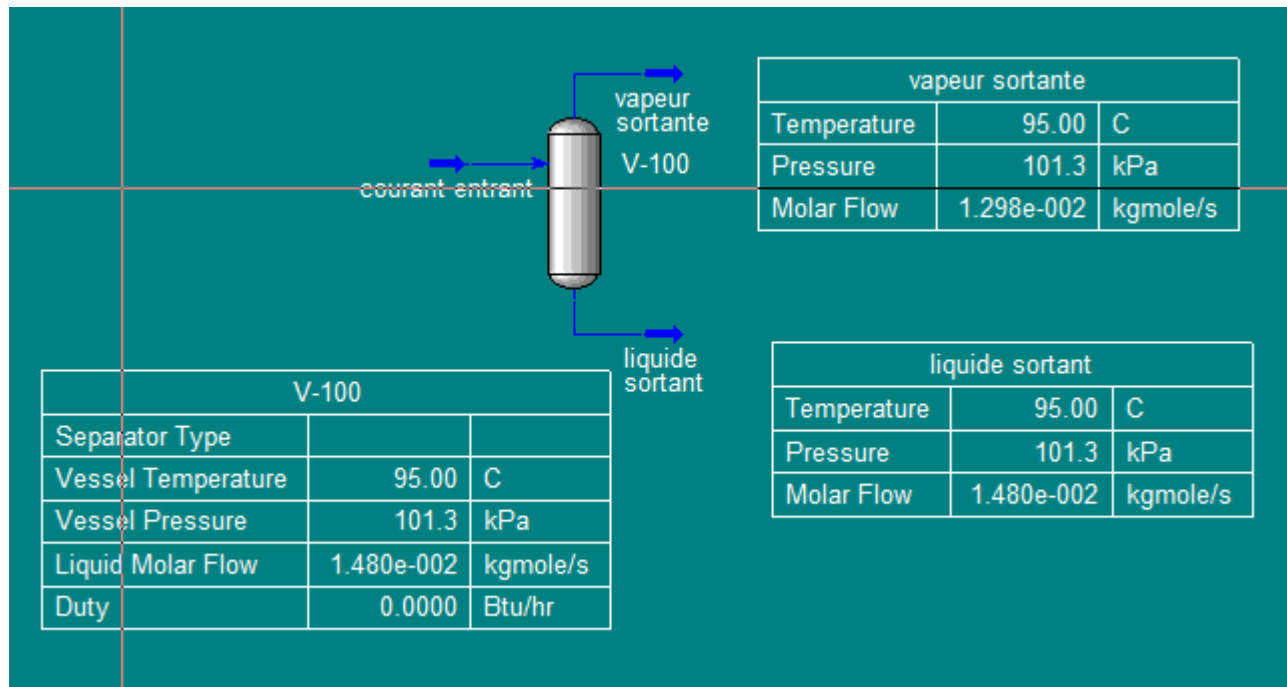 vapeur
sortante
V-100
courant entrant
liquide
sortant
vapeur sortante
Temperature 95.00 C
Pressure 101.3 kPa
Molar Flow 1.298e-002 kgmole/s
liquide sortant
Temperature 95.00 C
Pressure 101.3 kPa
Molar Flow 1.480e-002 kgmole/s
V-100
Separator Type
Vessel Temperature 95.00 C
Vessel Pressure 101.3 kPa
Liquid Molar Flow 1.480e-002 kgmole/s
Duty 0.0000 Btu/hr